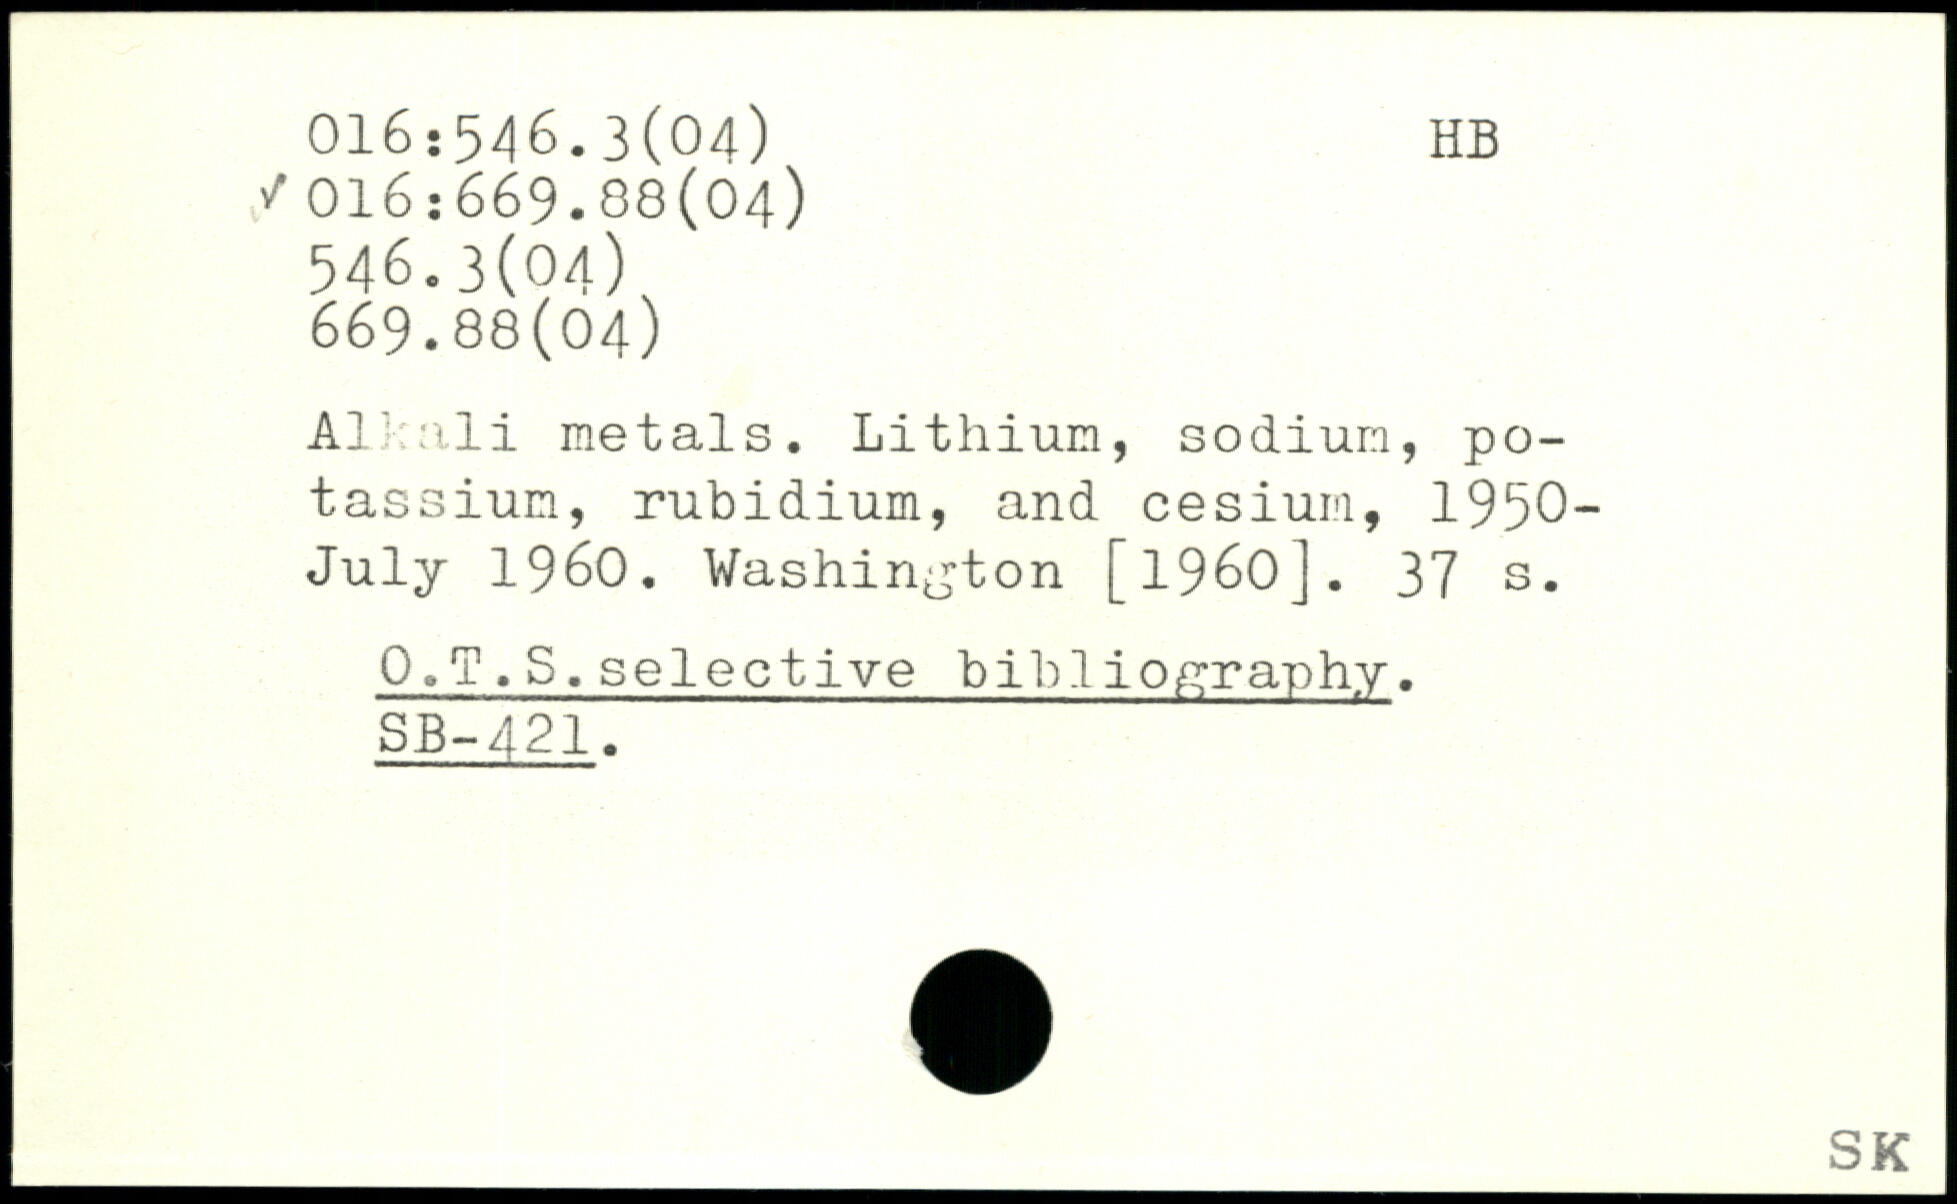 016:546.3(04) HB
✓ 016:669.88(04)
546.3(04)
669.88(04)
Alkali metals. Lithium, sodium, po-
tassium, rubidium, and cesium, 1950-
July 1960. Washington [1960]. 37 s.
O.T.S.selective bibliography.
SB-421.
SK